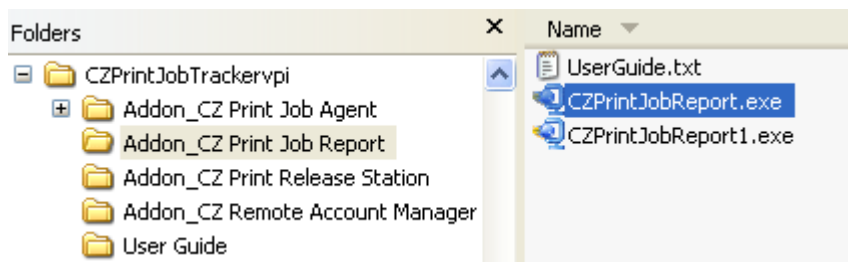 Folders
CZPrintJobTrackervpi
Addon_CZ Print Job Agent
Addon_CZ Print Job Report
Addon_CZ Print Release Station
Addon_CZ Remote Account Manager
User Guide
Name
UserGuide.txt
CZPrintJobReport.exe
CZPrintJobReport1.exe